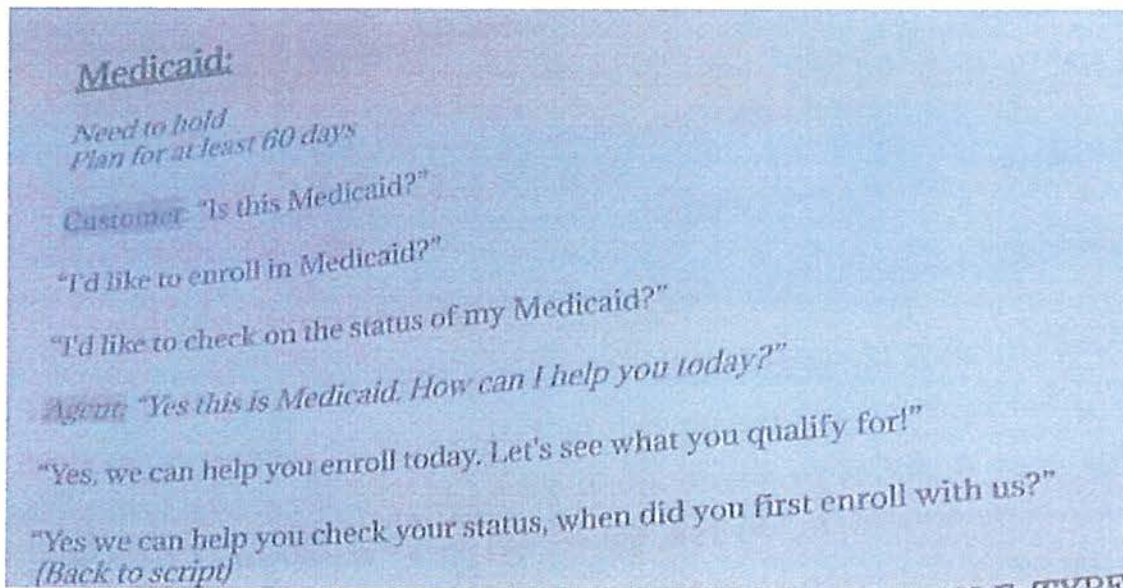 Medicaid:
Need to hold
Plan for at least 60 days
Customer: "Is this Medicaid?"
"I'd like to enroll in Medicaid?"
"I'd like to check on the status of my Medicaid?"
Agent: "Yes this is Medicaid. How can I help you today?"
"Yes, we can help you enroll today. Let's see what you qualify for!"
"Yes we can help you check your status, when did you first enroll with us?"
(Back to script)